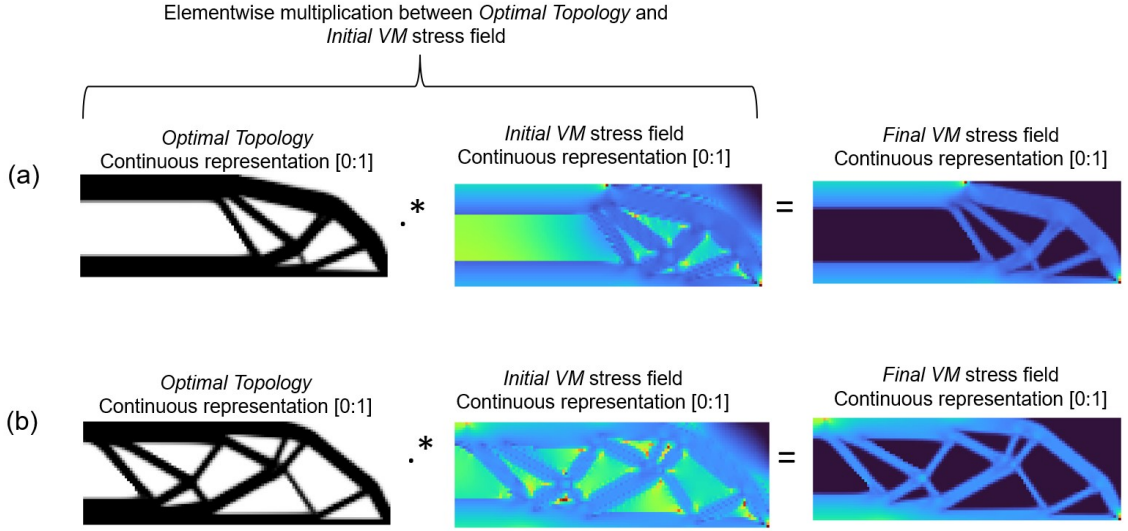 Elementwise multiplication between Optimal Topology and
Initial VM stress field
(a)
Optimal Topology
Continuous representation [0:1]
.*
Initial VM stress field
Continuous representation [0:1]
=
Final VM stress field
Continuous representation [0:1]
(b)
Optimal Topology
Continuous representation [0:1]
.*
Initial VM stress field
Continuous representation [0:1]
=
Final VM stress field
Continuous representation [0:1]